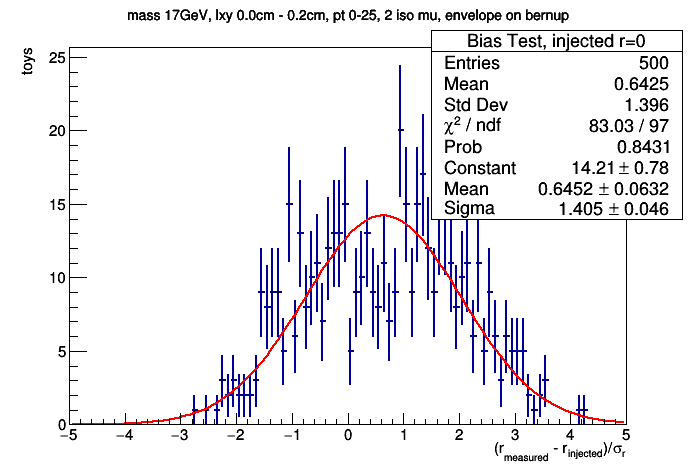 mass 17GeV, lxy 0.0cm - 0.2cm, pt 0-25, 2 iso mu, envelope on bernup
Bias Test, injected r=0
Entries 500
Mean 0.6425
Std Dev 1.396
χ² / ndf 83.03 / 97
Prob 0.8431
Constant 14.21 ± 0.78
Mean 0.6452 ± 0.0632
Sigma 1.405 ± 0.046
toys
25
20
15
10
5
0
−5 −4 −3 −2 −1 0 1 2 3 4 5
(r_measured - r_injected)/σ_r